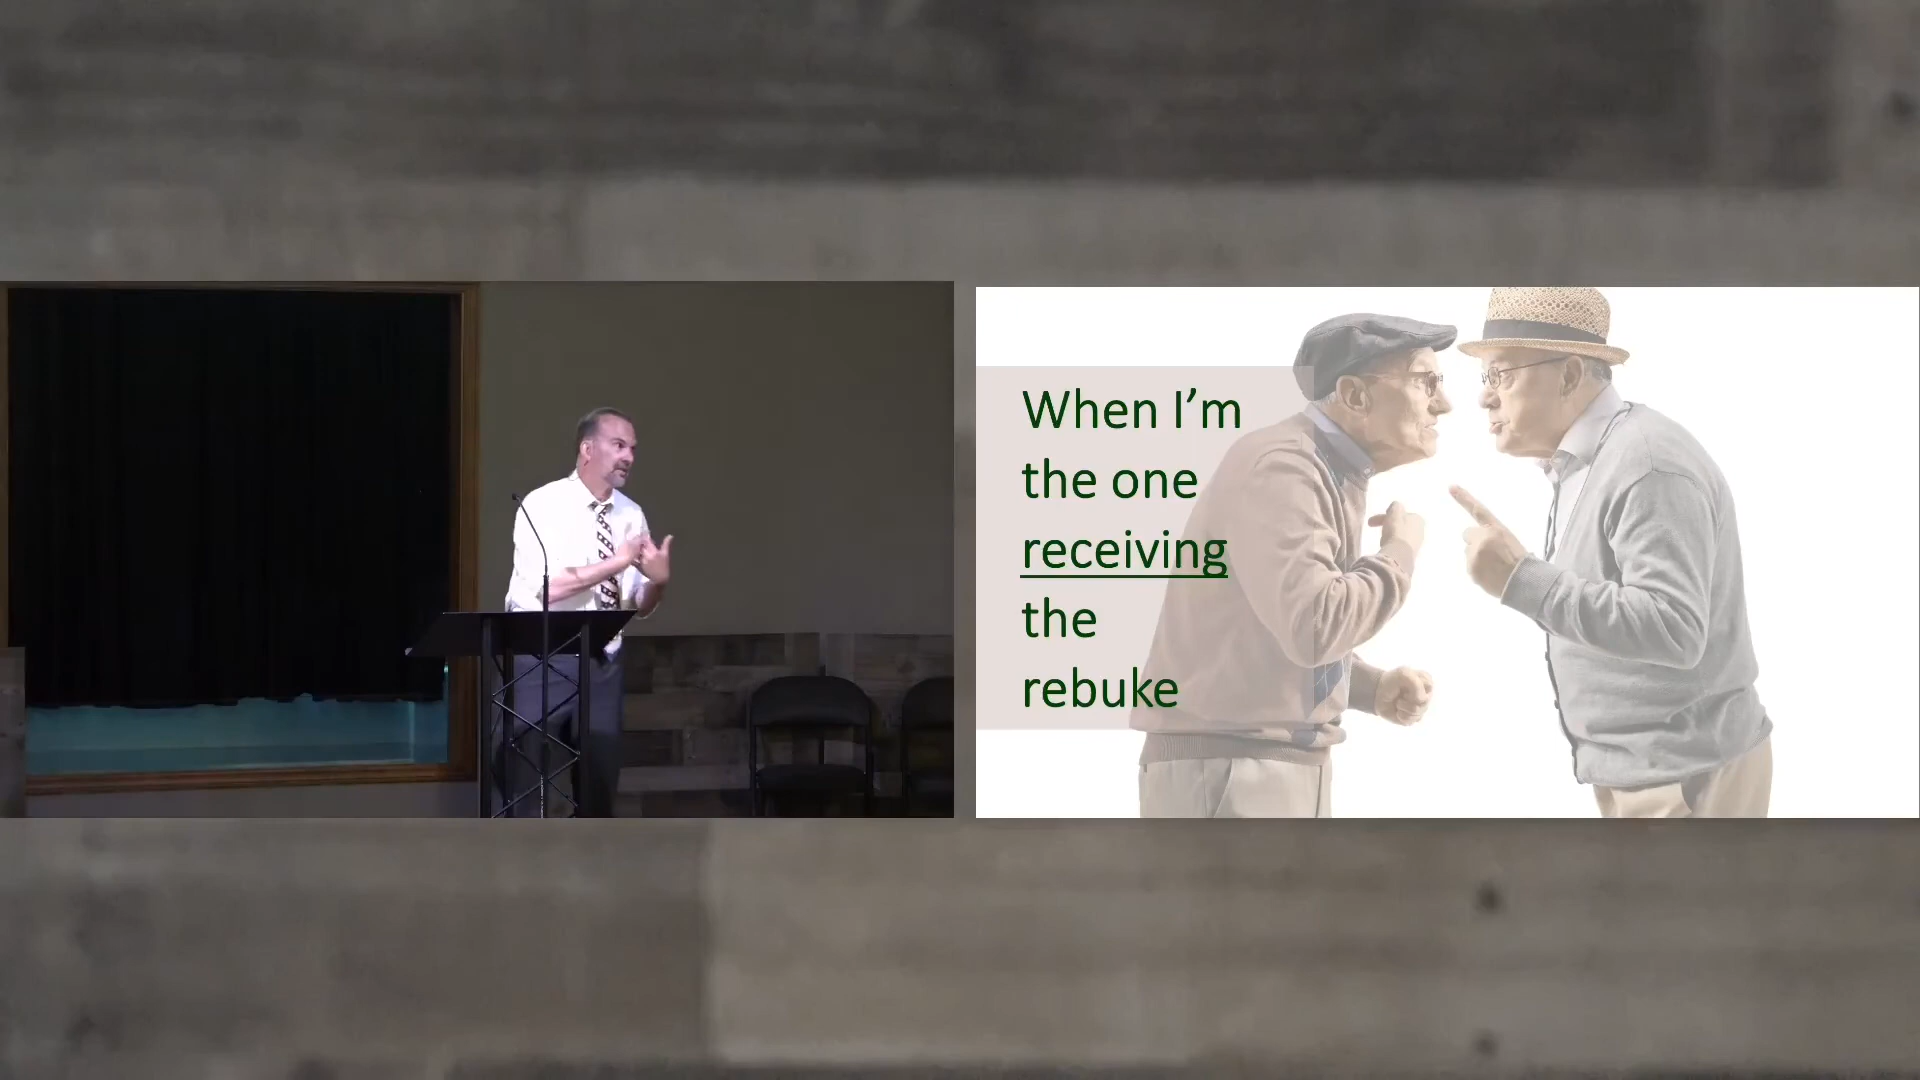 When I’m
the one
receiving
the
rebuke